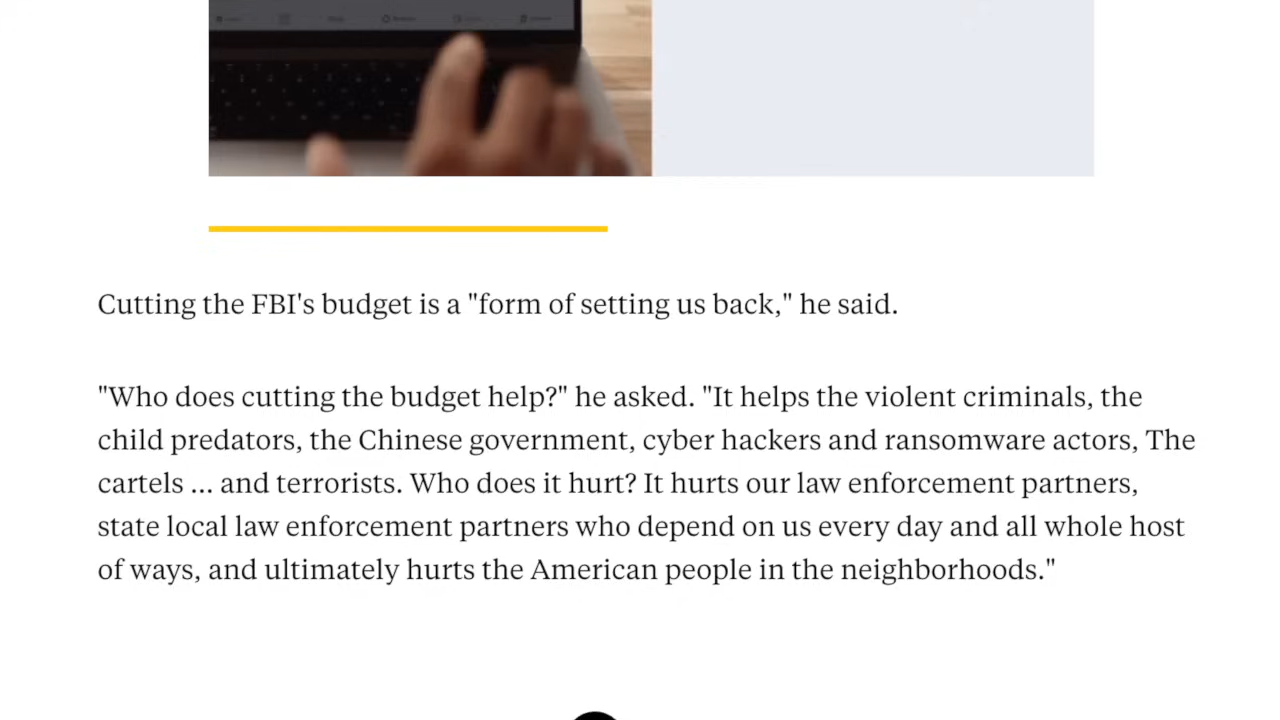 Cutting the FBI's budget is a "form of setting us back," he said.
"Who does cutting the budget help?" he asked. "It helps the violent criminals, the
child predators, the Chinese government, cyber hackers and ransomware actors, The
cartels ... and terrorists. Who does it hurt? It hurts our law enforcement partners,
state local law enforcement partners who depend on us every day and all whole host
of ways, and ultimately hurts the American people in the neighborhoods."